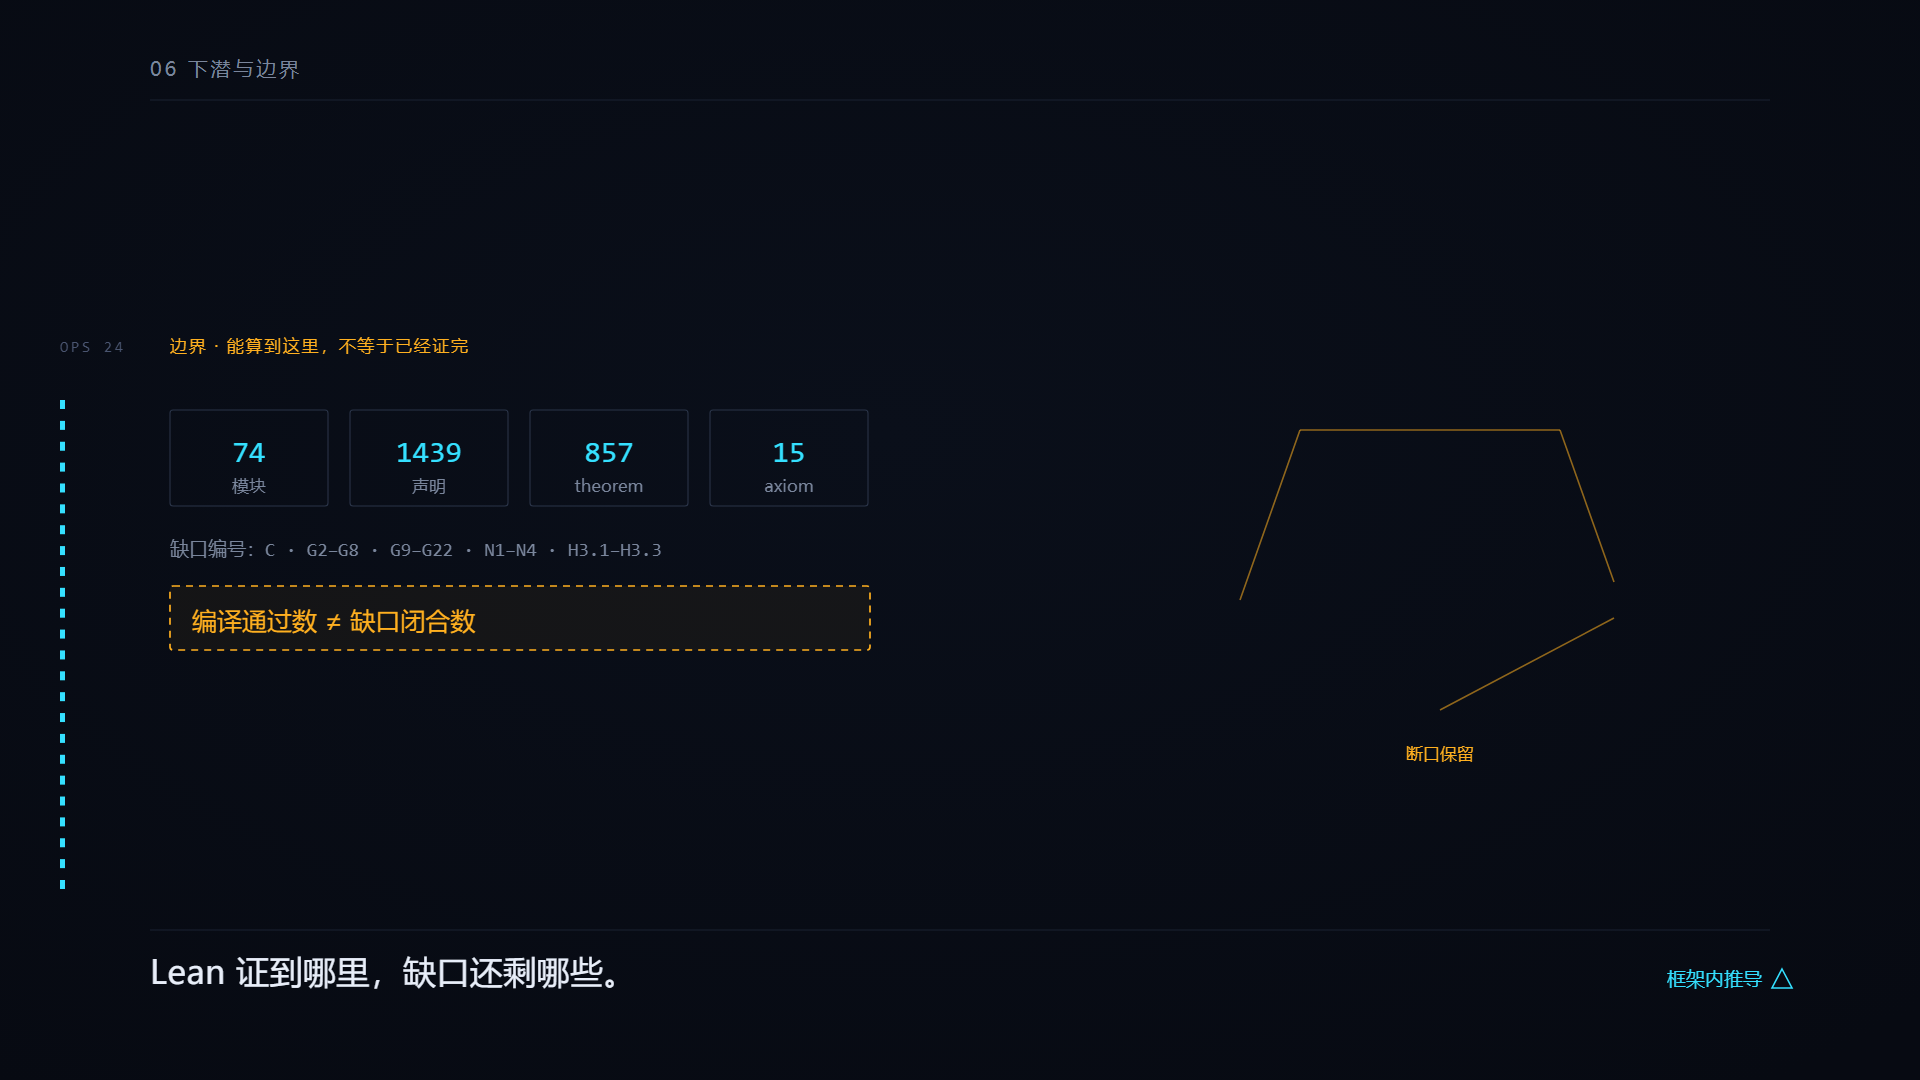 06 下潜与边界
OPS 24
边界 · 能算到这里，不等于已经证完
74
模块
1439
声明
857
theorem
15
axiom
缺口编号：C · G2–G8 · G9–G22 · N1–N4 · H3.1–H3.3
编译通过数 ≠ 缺口闭合数
断口保留
Lean 证到哪里，缺口还剩哪些。
框架内推导 △